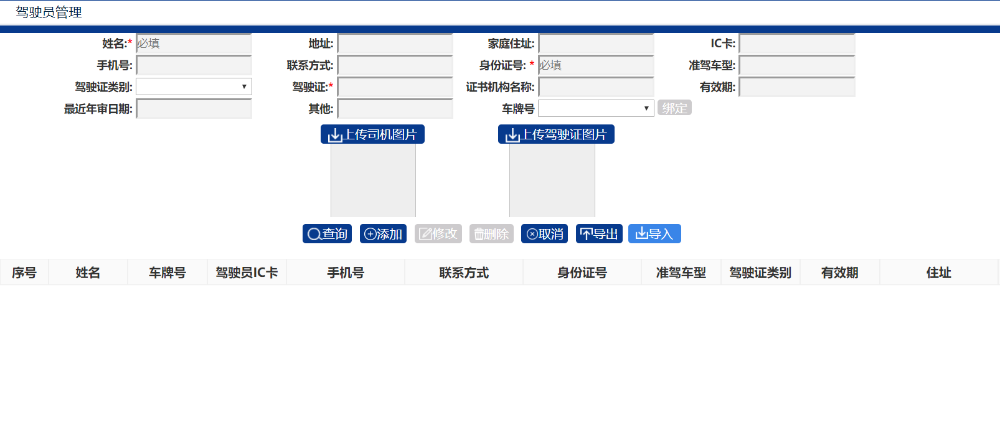 驾驶员管理
姓名:* 必填 地址: 家庭住址: IC卡:
手机号: 联系方式: 身份证号: * 必填 准驾车型:
驾驶证类别: 驾驶证:* 证书机构名称: 有效期:
最近年审日期: 其他: 车牌号 绑定
上传司机图片 上传驾驶证图片
查询 添加 修改 删除 取消 导出 导入
序号 姓名 车牌号 驾驶员IC卡 手机号 联系方式 身份证号 准驾车型 驾驶证类别 有效期 住址